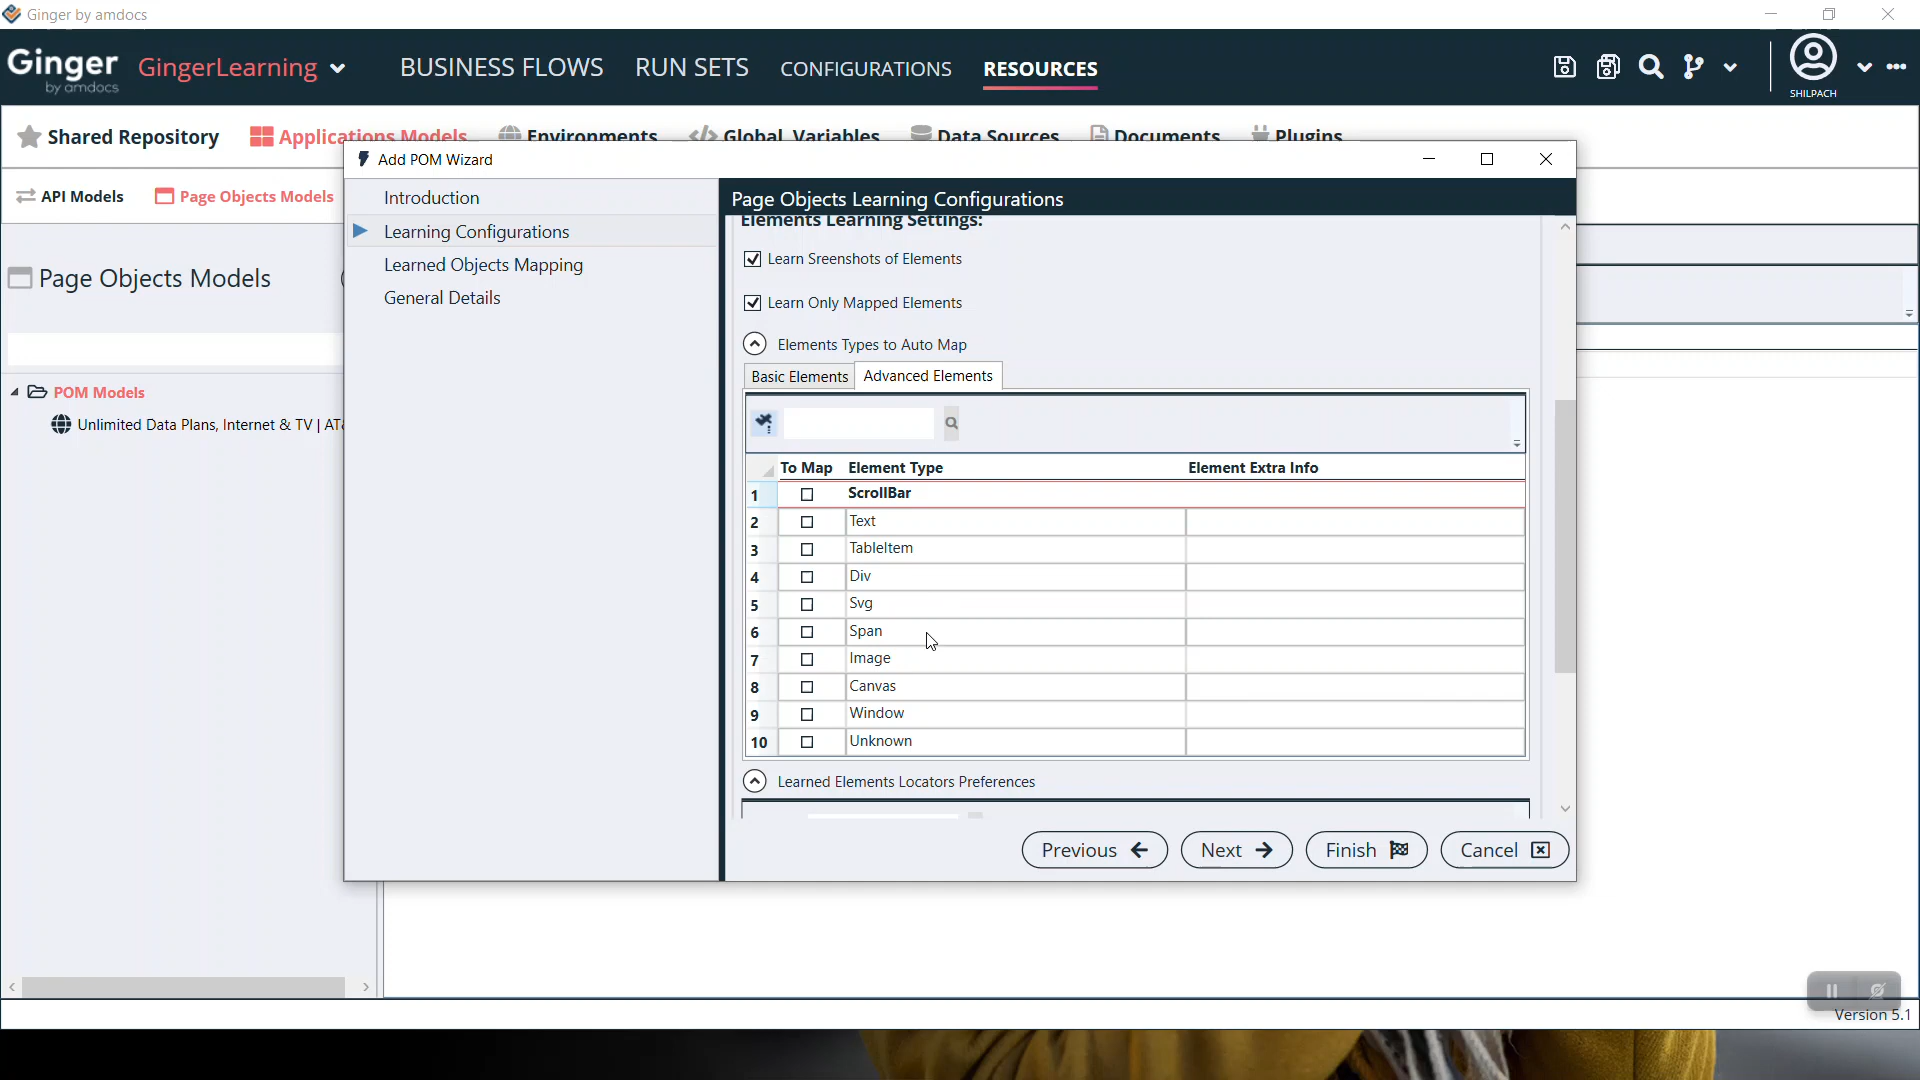 Ginger by amdocs
Ginger by amdocs GingerLearning BUSINESS FLOWS RUN SETS CONFIGURATIONS RESOURCES SHILPACH
Shared Repository Applications Models Environments Global Variables Data Sources Documents Plugins
Add POM Wizard
API Models Page Objects Models
Introduction
Learning Configurations
Learned Objects Mapping
General Details
Page Objects Models
POM Models
Unlimited Data Plans, Internet & TV | AT&
Page Objects Learning Configurations
Elements Learning Settings:
Learn Sreenshots of Elements
Learn Only Mapped Elements
Elements Types to Auto Map
Basic Elements Advanced Elements
To Map Element Type Element Extra Info
1 ScrollBar
2 Text
3 TableItem
4 Div
5 Svg
6 Span
7 Image
8 Canvas
9 Window
10 Unknown
Learned Elements Locators Preferences
Previous Next Finish Cancel
Version 5.1